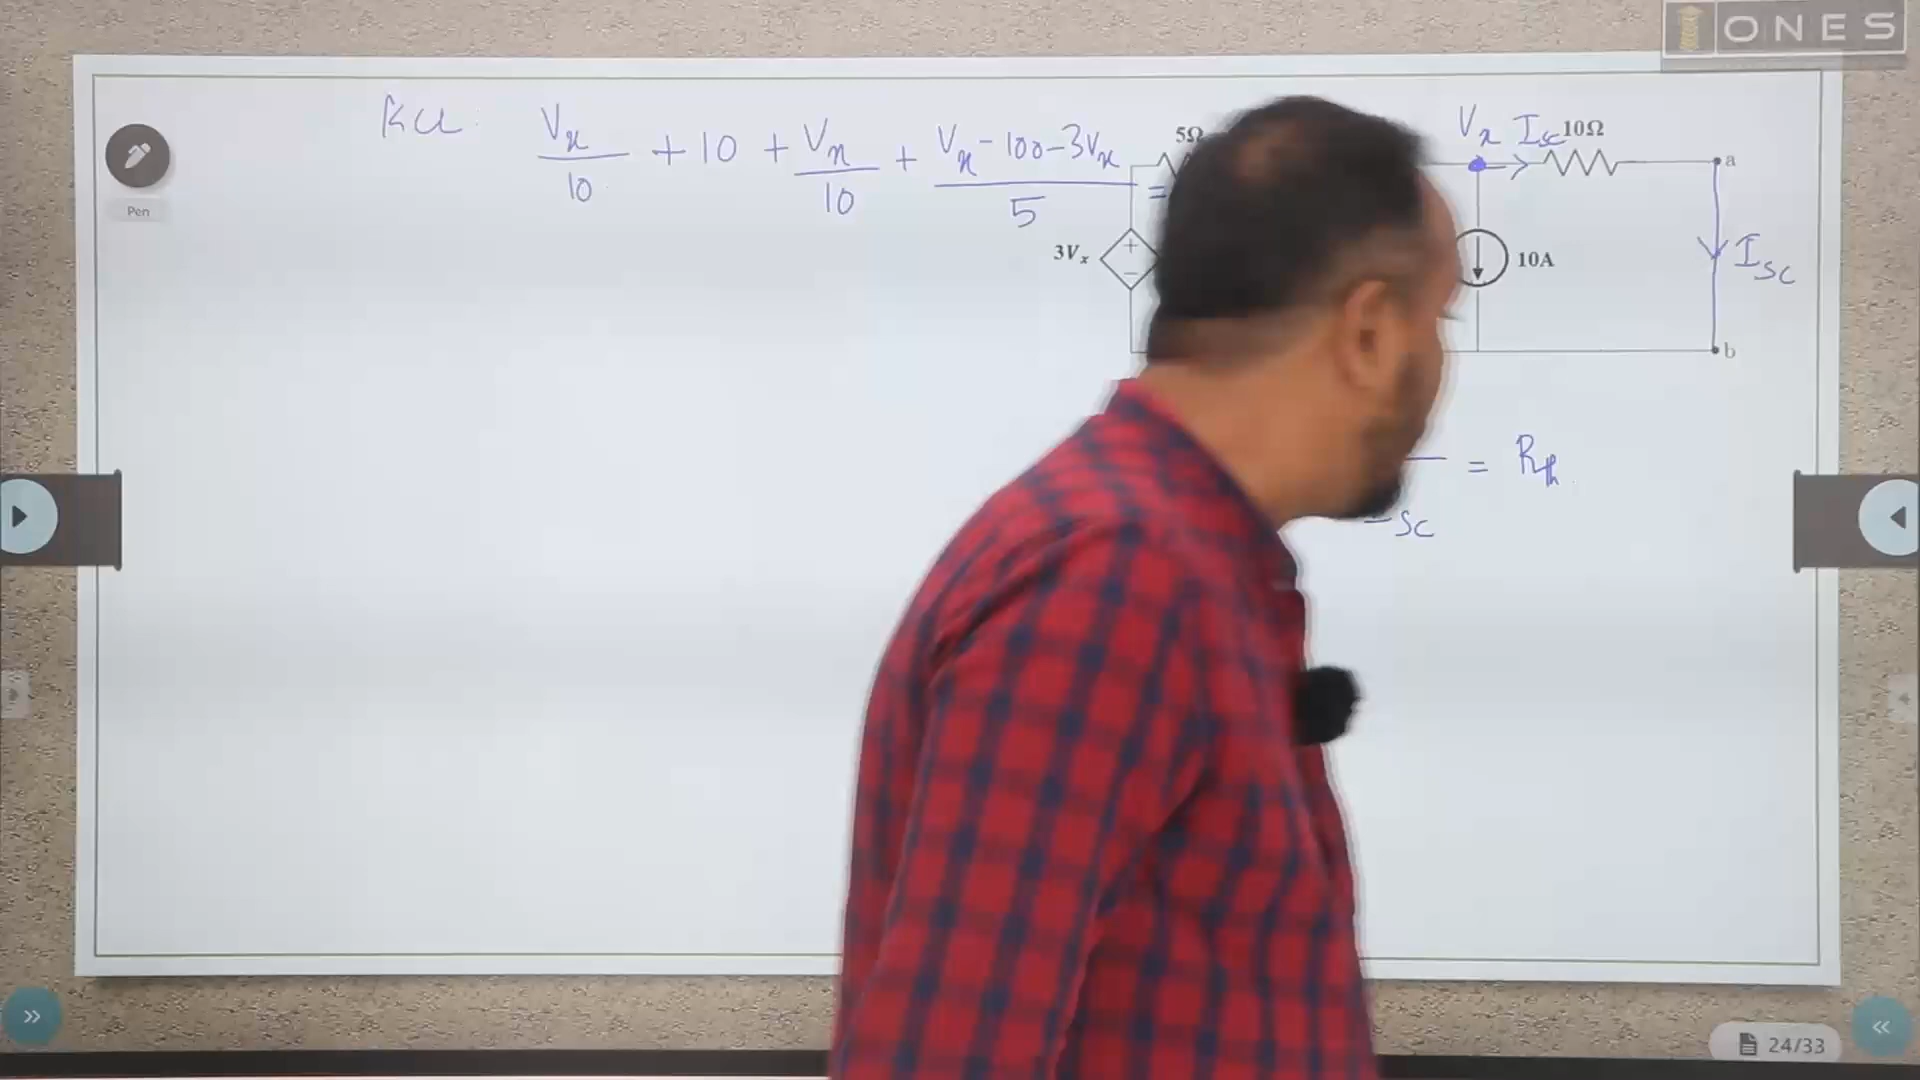 ONES
Pen
KCL: Vx/10 + 10 + Vx/10 + Vx - 100 - 3Vx/5 =
5Ω
Vx Isc 10Ω
a
3Vx
+
−
10A
Isc
b
= Rth
sc
24/33